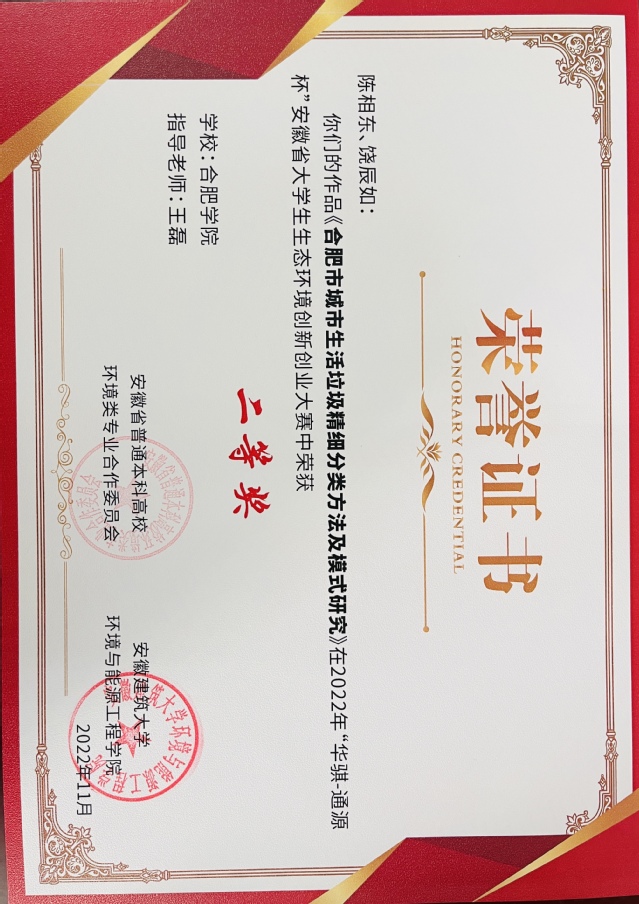 荣誉证书
HONORARY CREDENTIAL
陈相东、饶辰如：
你们的作品《合肥市城市生活垃圾精细分类方法及模式研究》在2022年“华骐-通源
杯”安徽省大学生生态环境创新创业大赛中荣获
二等奖
学校：合肥学院
指导老师：王磊
安徽省普通本科高校
环境类专业合作委员会
安徽建筑大学
环境与能源工程学院
2022年11月